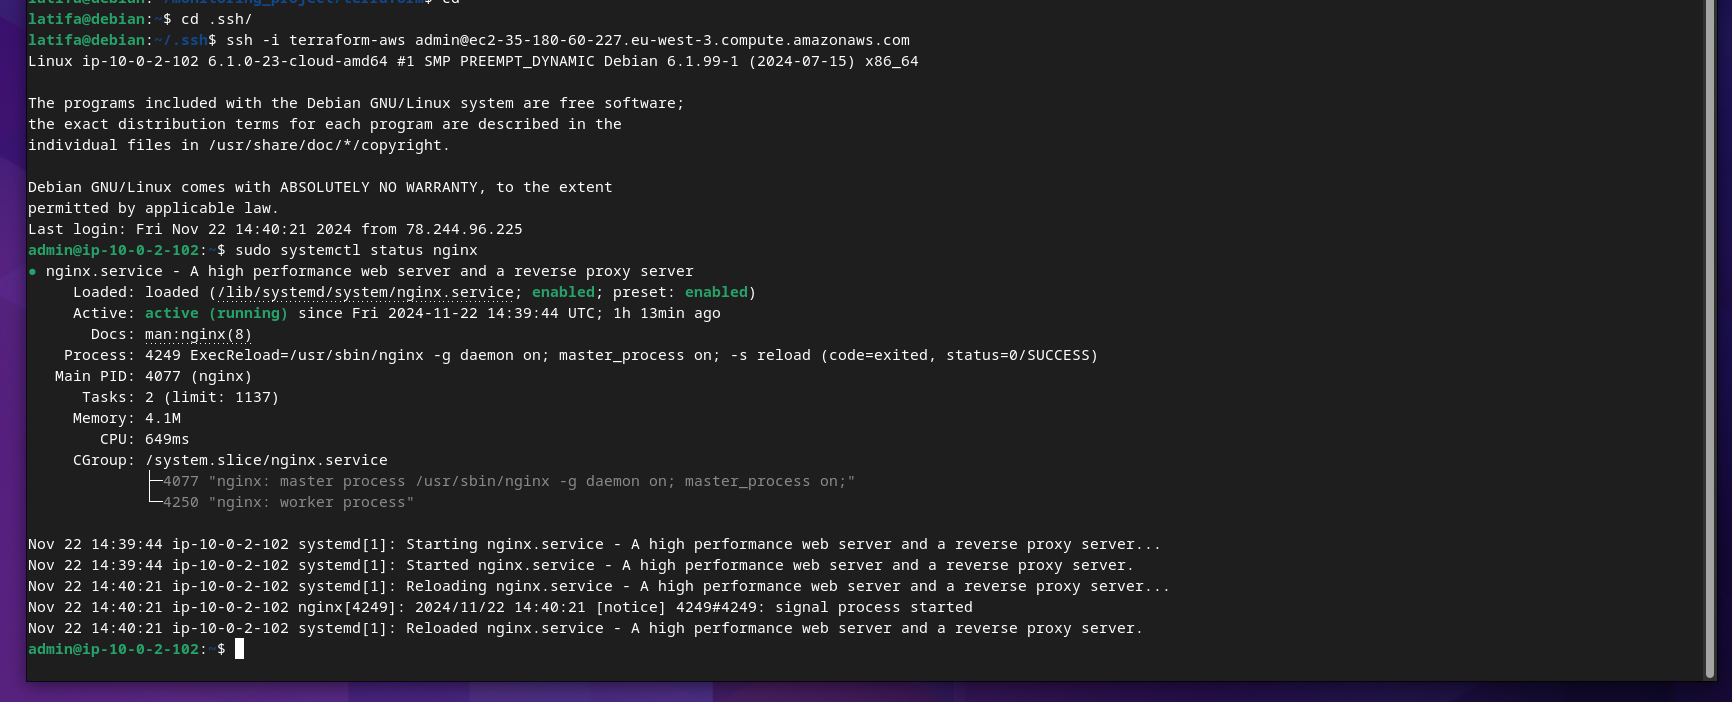 latifa@debian:~/monitoring_project/terraform$ cd
latifa@debian:~$ cd .ssh/
latifa@debian:~/.ssh$ ssh -i terraform-aws admin@ec2-35-180-60-227.eu-west-3.compute.amazonaws.com
Linux ip-10-0-2-102 6.1.0-23-cloud-amd64 #1 SMP PREEMPT_DYNAMIC Debian 6.1.99-1 (2024-07-15) x86_64
The programs included with the Debian GNU/Linux system are free software;
the exact distribution terms for each program are described in the
individual files in /usr/share/doc/*/copyright.
Debian GNU/Linux comes with ABSOLUTELY NO WARRANTY, to the extent
permitted by applicable law.
Last login: Fri Nov 22 14:40:21 2024 from 78.244.96.225
admin@ip-10-0-2-102:~$ sudo systemctl status nginx
● nginx.service - A high performance web server and a reverse proxy server
Loaded: loaded (/lib/systemd/system/nginx.service; enabled; preset: enabled)
Active: active (running) since Fri 2024-11-22 14:39:44 UTC; 1h 13min ago
Docs: man:nginx(8)
Process: 4249 ExecReload=/usr/sbin/nginx -g daemon on; master_process on; -s reload (code=exited, status=0/SUCCESS)
Main PID: 4077 (nginx)
Tasks: 2 (limit: 1137)
Memory: 4.1M
CPU: 649ms
CGroup: /system.slice/nginx.service
├─4077 "nginx: master process /usr/sbin/nginx -g daemon on; master_process on;"
└─4250 "nginx: worker process"
Nov 22 14:39:44 ip-10-0-2-102 systemd[1]: Starting nginx.service - A high performance web server and a reverse proxy server...
Nov 22 14:39:44 ip-10-0-2-102 systemd[1]: Started nginx.service - A high performance web server and a reverse proxy server.
Nov 22 14:40:21 ip-10-0-2-102 systemd[1]: Reloading nginx.service - A high performance web server and a reverse proxy server...
Nov 22 14:40:21 ip-10-0-2-102 nginx[4249]: 2024/11/22 14:40:21 [notice] 4249#4249: signal process started
Nov 22 14:40:21 ip-10-0-2-102 systemd[1]: Reloaded nginx.service - A high performance web server and a reverse proxy server.
admin@ip-10-0-2-102:~$